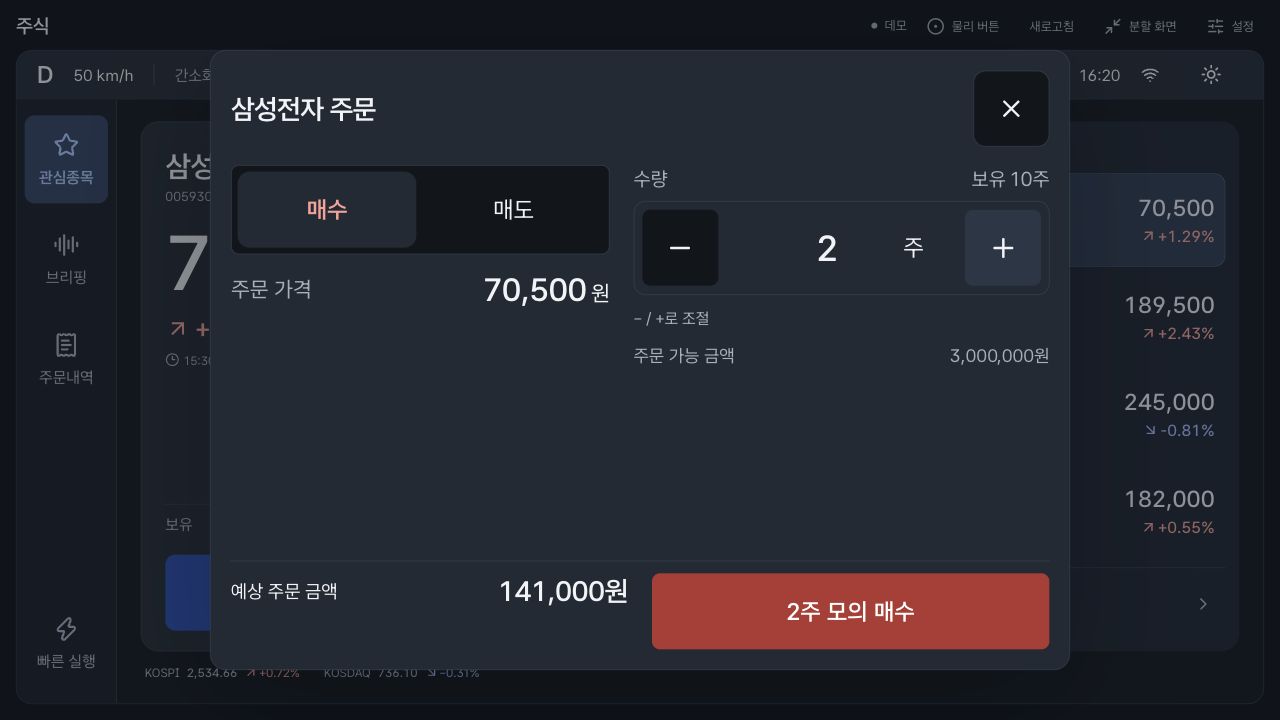 주식
데모 물리 버튼 새로고침 분할 화면 설정
D 50 km/h 16:20
삼성전자 주문
관심종목
005930
매수 매도
수량 보유 10주
− 2 주 +
주문 가격 70,500 원
− / +로 조절
주문 가능 금액 3,000,000원
브리핑
주문내역
70,500
+1.29%
189,500
+2.43%
245,000
-0.81%
182,000
+0.55%
보유
예상 주문 금액 141,000원
2주 모의 매수
빠른 실행
KOSPI 2,534.66 +0.72% KOSDAQ 736.10 −0.31%